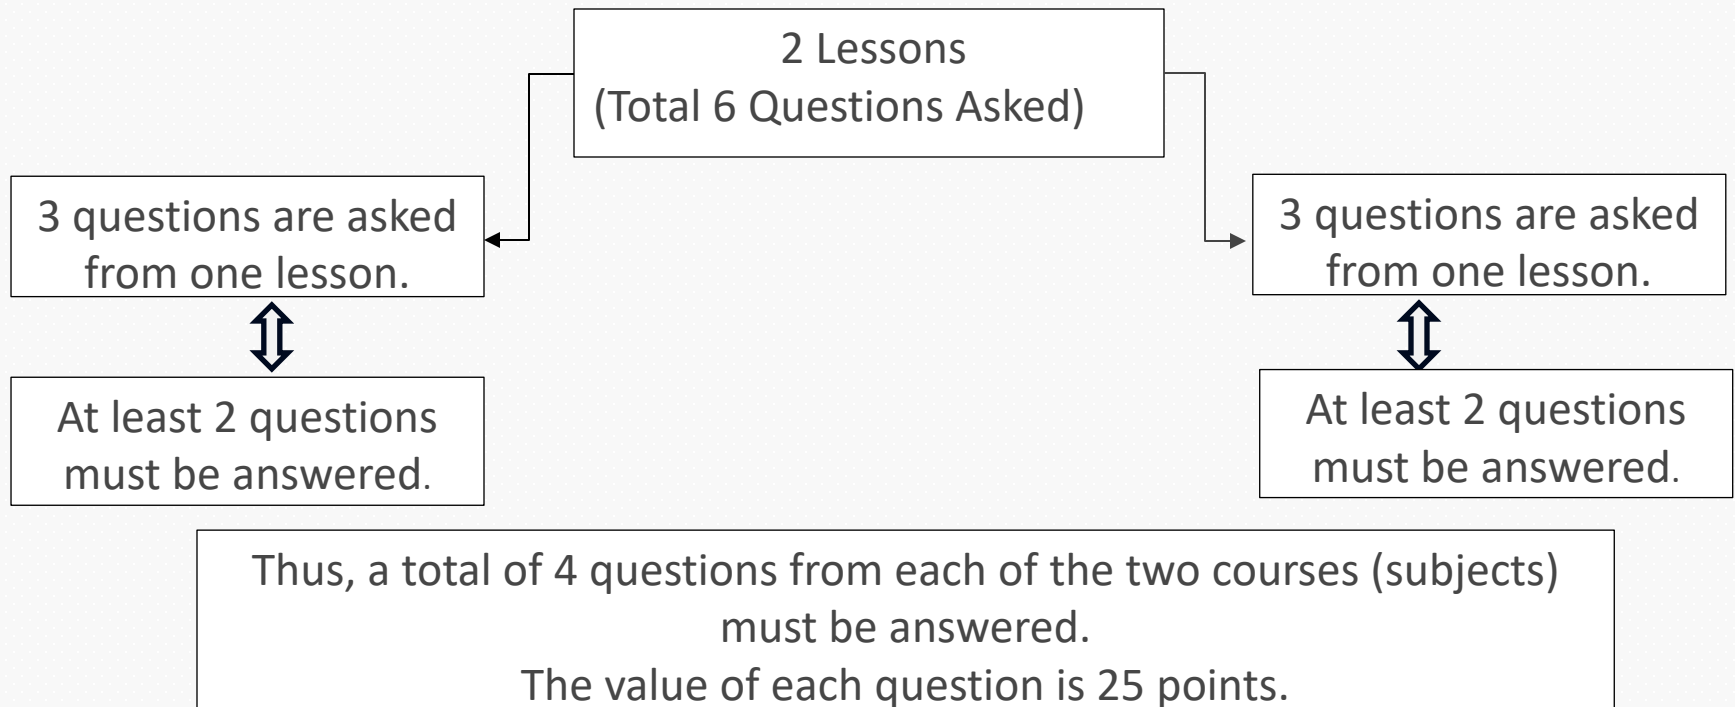 2 Lessons
(Total 6 Questions Asked)
3 questions are asked
from one lesson.
3 questions are asked
from one lesson.
At least 2 questions
must be answered.
At least 2 questions
must be answered.
Thus, a total of 4 questions from each of the two courses (subjects)
must be answered.
The value of each question is 25 points.